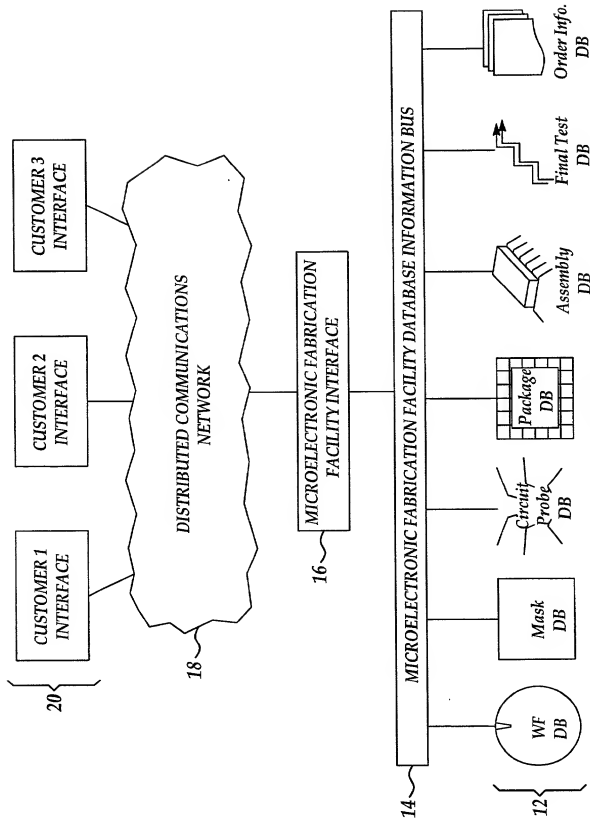 CUSTOMER 1
INTERFACE
CUSTOMER 2
INTERFACE
CUSTOMER 3
INTERFACE
20
DISTRIBUTED COMMUNICATIONS
NETWORK
18
MICROELECTRONIC FABRICATION
FACILITY INTERFACE
16
MICROELECTRONIC FABRICATION FACILITY DATABASE INFORMATION BUS
14
WF
DB
Mask
DB
Circuit
Probe
DB
Package
DB
Assembly
DB
Final Test
DB
Order Info.
DB
12